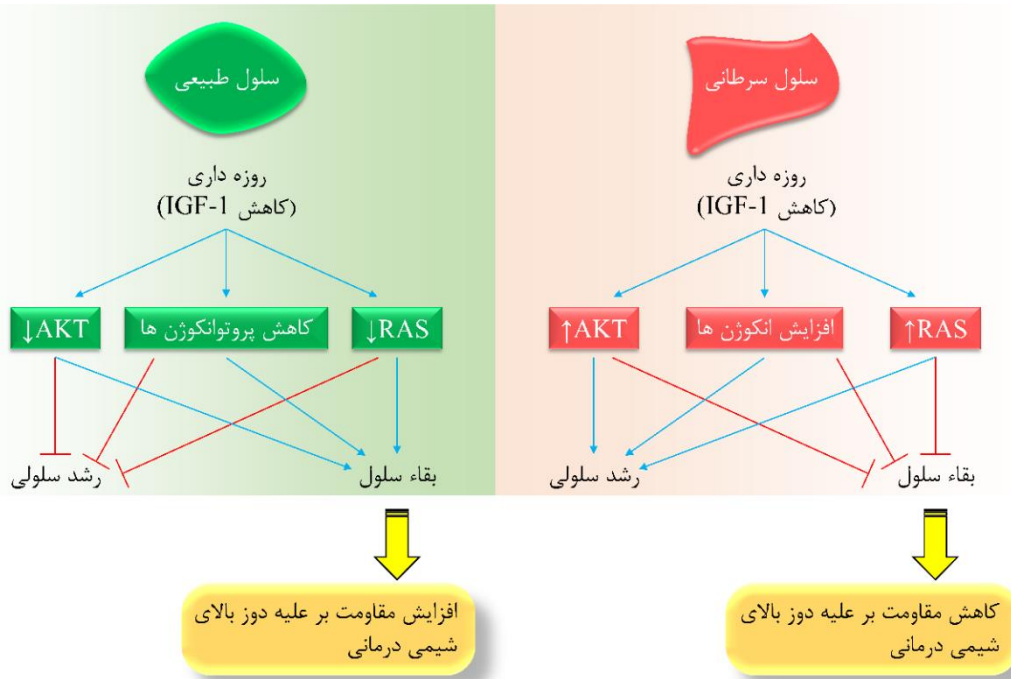 سلول سرطانی
روزه داری
(کاهش IGF-1)
↑RAS
افزایش انکوژن ها
↑AKT
بقاء سلول
رشد سلولی
کاهش مقاومت بر علیه دوز بالای
شیمی درمانی
سلول طبیعی
روزه داری
(کاهش IGF-1)
↓RAS
کاهش پروتوانکوژن ها
↓AKT
بقاء سلول
رشد سلولی
افزایش مقاومت بر علیه دوز بالای
شیمی درمانی